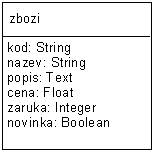 zbozi
kod: String
nazev: String
popis: Text
cena: Float
zaruka: Integer
novinka: Boolean